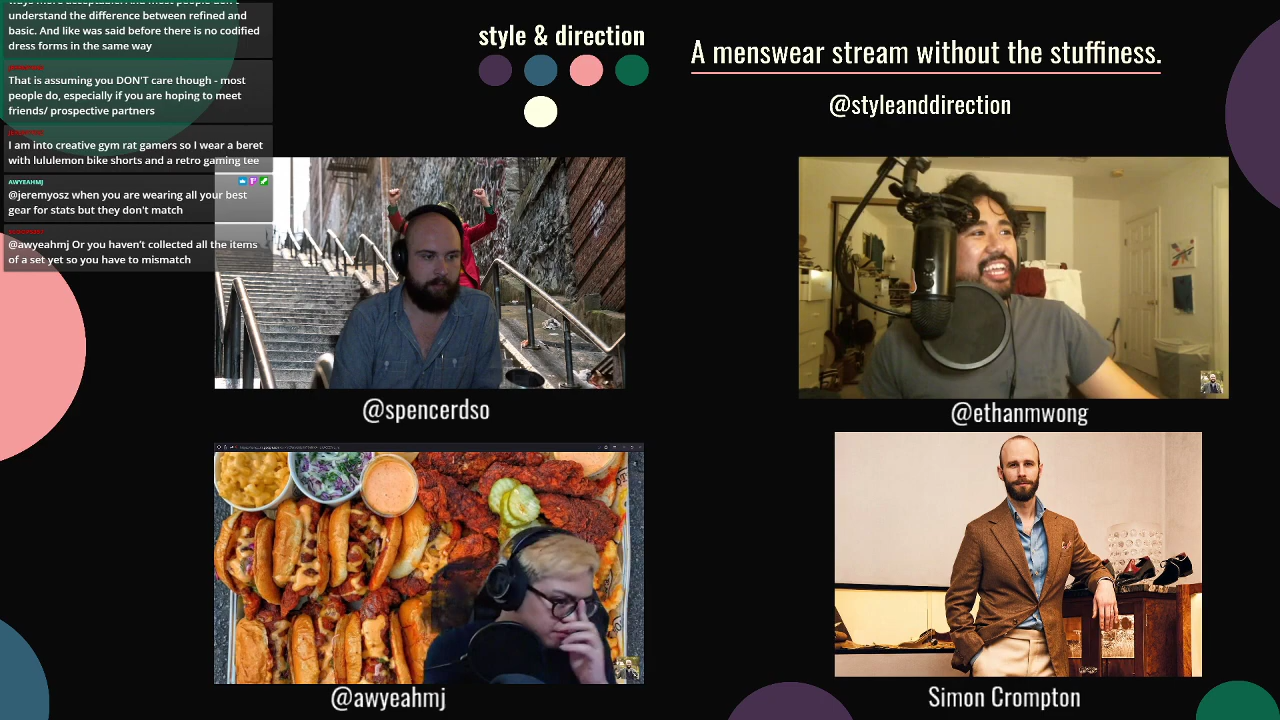 understand the difference between refined and
basic. And like was said before there is no codified
dress forms in the same way
That is assuming you DON'T care though - most
people do, especially if you are hoping to meet
friends/ prospective partners
I am into creative gym rat gamers so I wear a beret
with lululemon bike shorts and a retro gaming tee
AWYEAHMJ
@jeremyosz when you are wearing all your best
gear for stats but they don't match
@awyeahmj Or you haven't collected all the items
of a set yet so you have to mismatch
style & direction
A menswear stream without the stuffiness.
@styleanddirection
@spencerdso
@ethanmwong
@awyeahmj
Simon Crompton